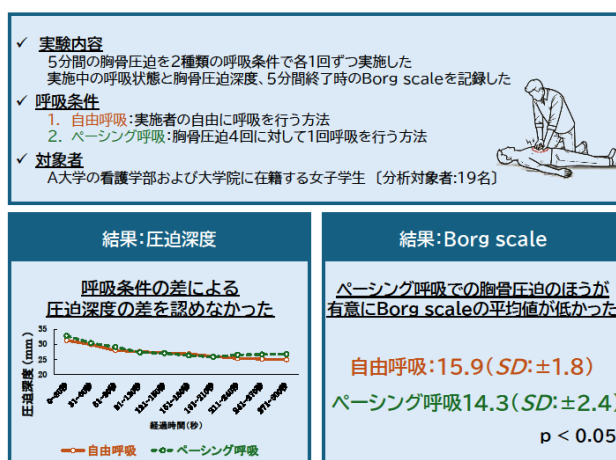 ✓ 実験内容
5分間の胸骨圧迫を2種類の呼吸条件で各1回ずつ実施した
実施中の呼吸状態と胸骨圧迫深度、5分間終了時のBorg scaleを記録した
✓ 呼吸条件
1. 自由呼吸:実施者の自由に呼吸を行う方法
2. ペーシング呼吸:胸骨圧迫4回に対して1回呼吸を行う方法
✓ 対象者
A大学の看護学部および大学院に在籍する女子学生〔分析対象者:19名〕
結果:圧迫深度
呼吸条件の差による
圧迫深度の差を認めなかった
圧迫深度(mm)
35
30
25
20
経過時間(秒)
自由呼吸
ペーシング呼吸
結果:Borg scale
ペーシング呼吸での胸骨圧迫のほうが
有意にBorg scaleの平均値が低かった
自由呼吸:15.9(SD:±1.8)
ペーシング呼吸14.3(SD:±2.4)
p < 0.05